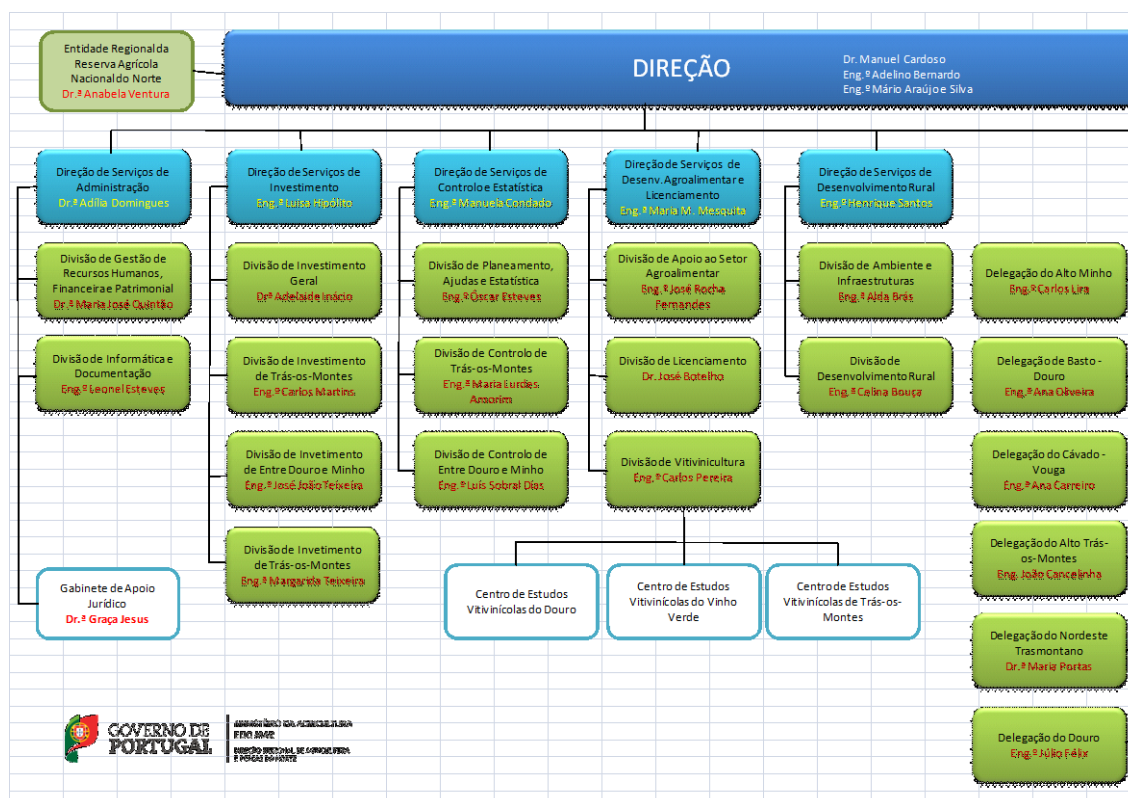 Entidade Regional da
Reserva Agrícola
Nacional do Norte
Dr.ª Anabela Ventura
DIREÇÃO
Dr. Manuel Cardoso
Eng.º Adelino Bernardo
Eng.º Mário Araújo e Silva
Direção de Serviços de
Administração
Dr.ª Adília Domingues
Direção de Serviços de
Investimento
Eng.ª Luisa Hipólito
Direção de Serviços de
Controlo e Estatística
Eng.ª Manuela Condado
Direção de Serviços de
Desenv. Agroalimentar e
Licenciamento
Eng.ª Maria M. Mesquita
Direção de Serviços de
Desenvolvimento Rural
Eng.º Henrique Santos
Divisão de Gestão de
Recursos Humanos,
Financeira e Patrimonial
Dr.ª Maria José Quintão
Divisão de Investimento
Geral
Drª Adelaide Inácio
Divisão de Planeamento,
Ajudas e Estatística
Eng.º Óscar Esteves
Divisão de Apoio ao Setor
Agroalimentar
Eng.º José Rocha
Fernandes
Divisão de Ambiente e
Infraestruturas
Eng.ª Alda Brás
Delegação do Alto Minho
Eng.º Carlos Lira
Divisão de Informática e
Documentação
Eng.º Leonel Esteves
Divisão de Investimento
de Trás-os-Montes
Eng.º Carlos Martins
Divisão de Controlo de
Trás-os-Montes
Eng.ª Maria Lurdes
Amorim
Divisão de Licenciamento
Dr. José Botelho
Divisão de
Desenvolvimento Rural
Eng.ª Celina Bouça
Delegação de Basto -
Douro
Eng.ª Ana Oliveira
Divisão de Invetimento
de Entre Douro e Minho
Eng.º José João Teixeira
Divisão de Controlo de
Entre Douro e Minho
Eng.º Luís Sobral Dias
Divisão de Vitivinicultura
Eng.º Carlos Pereira
Delegação do Cávado -
Vouga
Eng.ª Ana Carreiro
Divisão de Invetimento
de Trás-os-Montes
Eng.ª Margarida Teixeira
Delegação do Alto Trás-
os-Montes
Eng. João Cancelinha
Gabinete de Apoio
Jurídico
Dr.ª Graça Jesus
Centro de Estudos
Vitivinícolas do Douro
Centro de Estudos
Vitivinícolas do Vinho
Verde
Centro de Estudos
Vitivinícolas de Trás-os-
Montes
Delegação do Nordeste
Trasmontano
Dr.ª Maria Portas
Delegação do Douro
Eng.º Júlio Félix
GOVERNO DE
PORTUGAL
MINISTÉRIO DA AGRICULTURA
E DO MAR
DIREÇÃO REGIONAL DE AGRICULTURA
E PESCAS DO NORTE